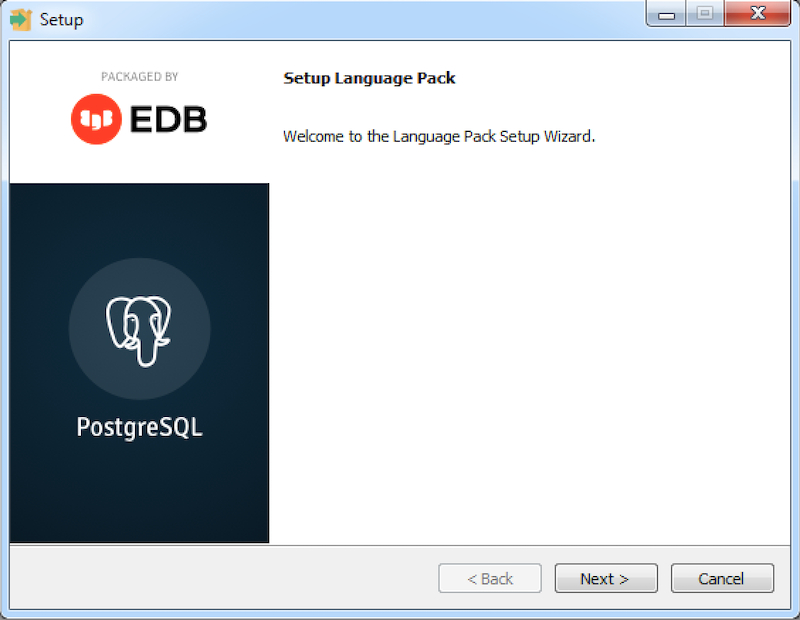 Setup
PACKAGED BY
EDB
Setup Language Pack
Welcome to the Language Pack Setup Wizard.
PostgreSQL
< Back
Next >
Cancel